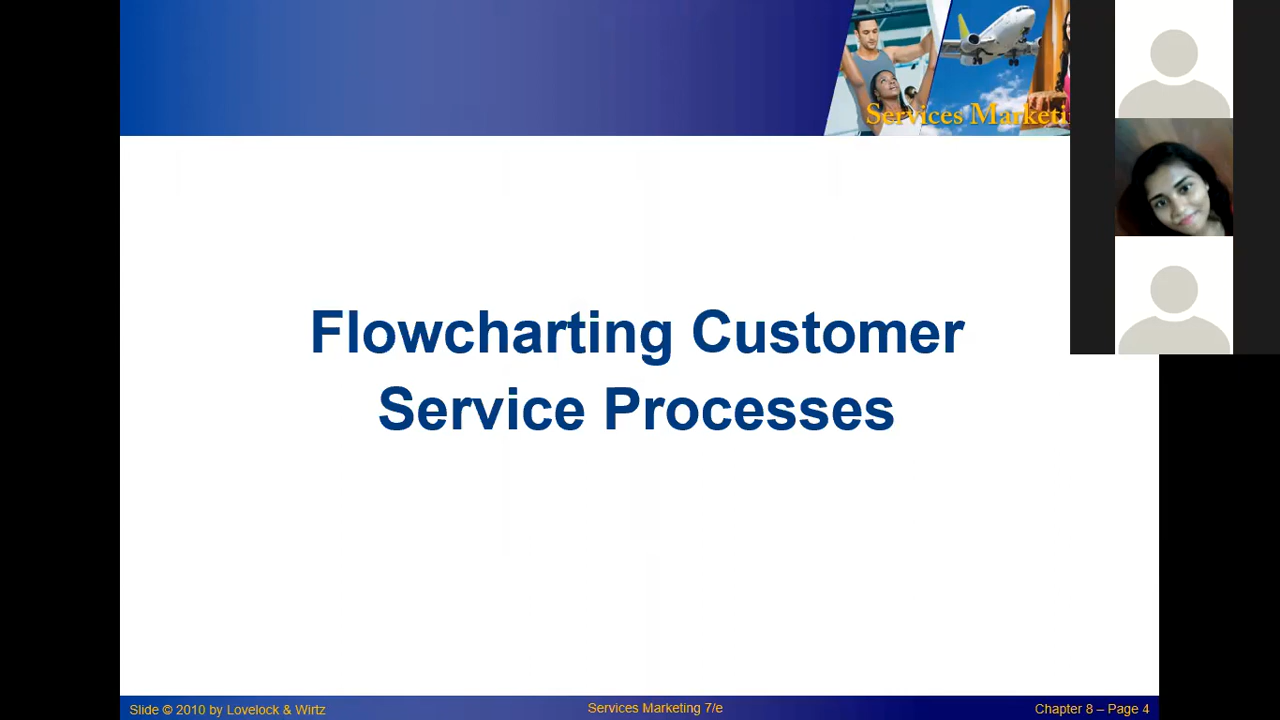 Services Marketi
Flowcharting Customer
Service Processes
Slide © 2010 by Lovelock & Wirtz
Services Marketing 7/e
Chapter 8 – Page 4